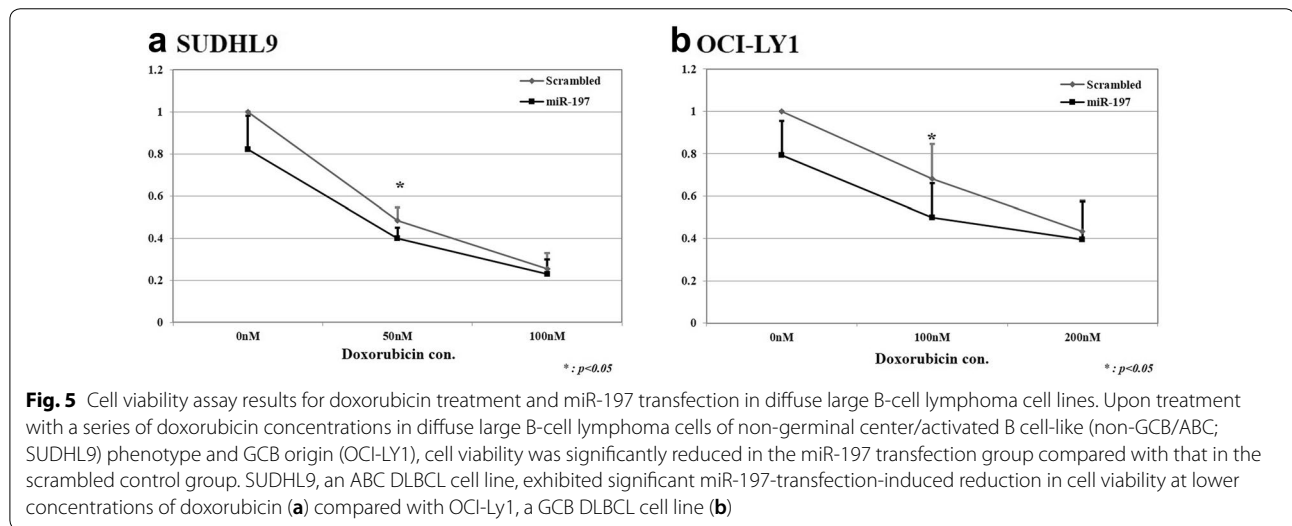 a SUDHL9
1.2
1
0.8
0.6
0.4
0.2
0
Scrambled
miR-197
*
0nM
50nM
100nM
Doxorubicin con.
* : p<0.05
b OCI-LY1
1.2
1
0.8
0.6
0.4
0.2
0
Scrambled
miR-197
*
0nM
100nM
200nM
Doxorubicin con.
* : p<0.05
Fig. 5 Cell viability assay results for doxorubicin treatment and miR-197 transfection in diffuse large B-cell lymphoma cell lines. Upon treatment
with a series of doxorubicin concentrations in diffuse large B-cell lymphoma cells of non-germinal center/activated B cell-like (non-GCB/ABC;
SUDHL9) phenotype and GCB origin (OCI-LY1), cell viability was significantly reduced in the miR-197 transfection group compared with that in the
scrambled control group. SUDHL9, an ABC DLBCL cell line, exhibited significant miR-197-transfection-induced reduction in cell viability at lower
concentrations of doxorubicin (a) compared with OCI-Ly1, a GCB DLBCL cell line (b)